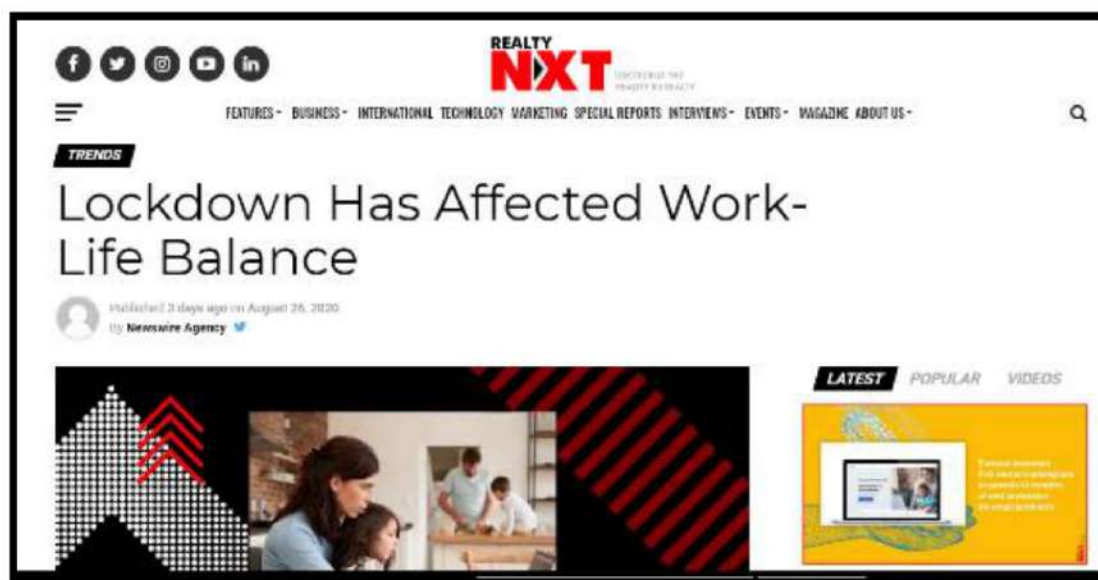 REALTY
NXT
FEATURES BUSINESS INTERNATIONAL TECHNOLOGY MARKETING SPECIAL REPORTS INTERVIEWS EVENTS MAGAZINE ABOUT US
TRENDS
Lockdown Has Affected Work-
Life Balance
Published 3 days ago on August 26, 2020
By Newswire Agency
LATEST POPULAR VIDEOS